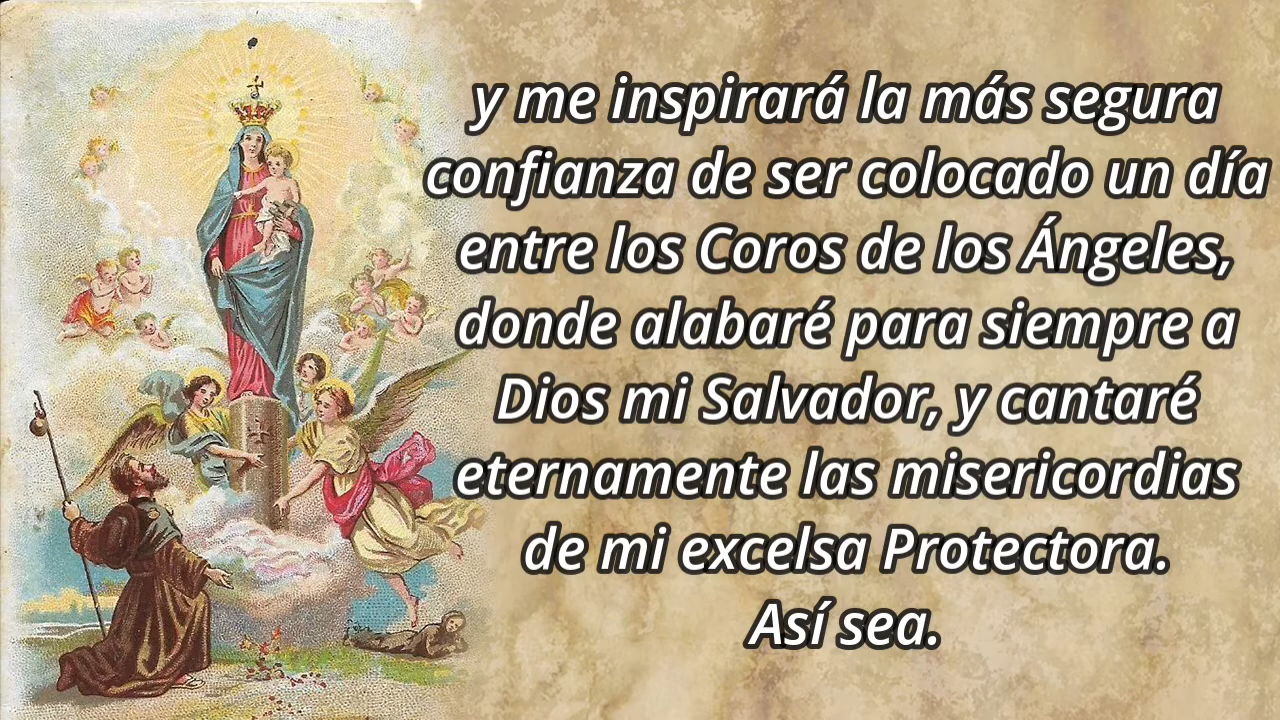 y me inspirará la más segura
confianza de ser colocado un día
entre los Coros de los Ángeles,
donde alabaré para siempre a
Dios mi Salvador, y cantaré
eternamente las misericordias
de mi excelsa Protectora.
Así sea.